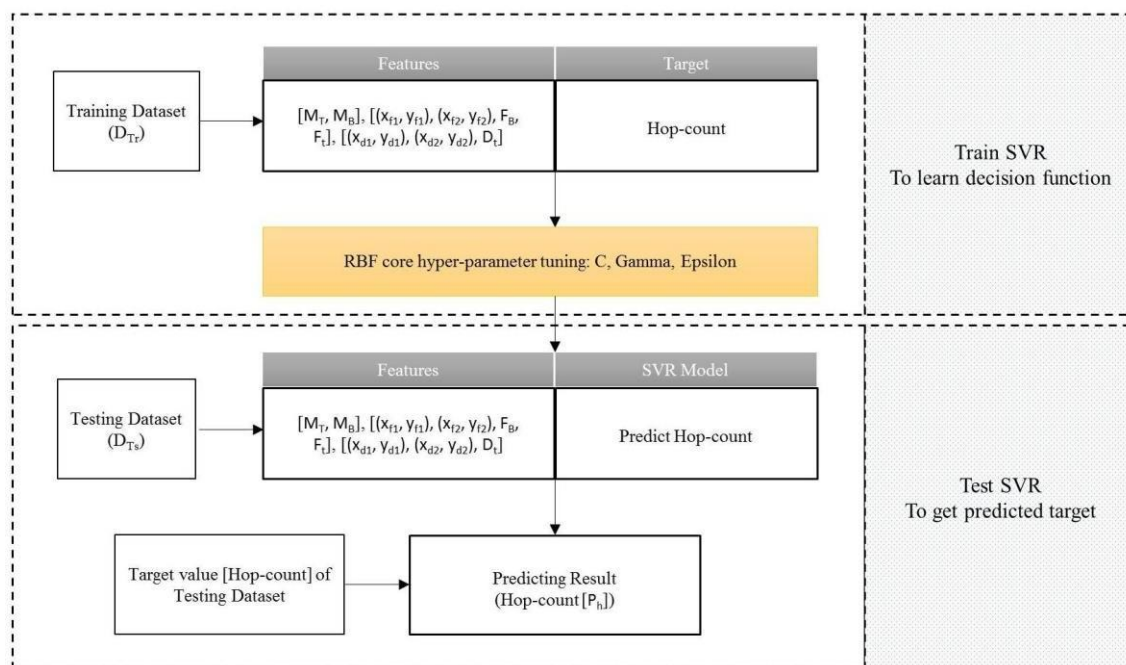 Features
Target
Training Dataset
(D_Tr)
[M_T, M_B], [(x_f1, y_f1), (x_f2, y_f2), F_B,
F_t], [(x_d1, y_d1), (x_d2, y_d2), D_t]
Hop-count
Train SVR
To learn decision function
RBF core hyper-parameter tuning: C, Gamma, Epsilon
Features
SVR Model
Testing Dataset
(D_Ts)
[M_T, M_B], [(x_f1, y_f1), (x_f2, y_f2), F_B,
F_t], [(x_d1, y_d1), (x_d2, y_d2), D_t]
Predict Hop-count
Test SVR
To get predicted target
Target value [Hop-count] of
Testing Dataset
Predicting Result
(Hop-count [P_h])